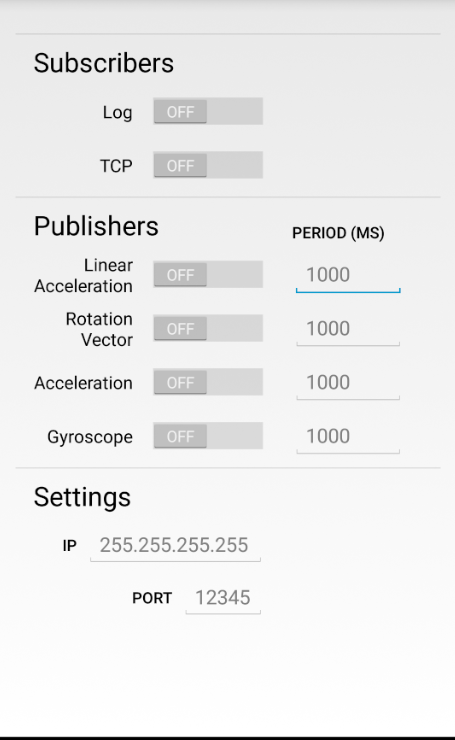 Subscribers
Log OFF
TCP OFF
Publishers PERIOD (MS)
Linear
Acceleration OFF 1000
Rotation
Vector OFF 1000
Acceleration OFF 1000
Gyroscope OFF 1000
Settings
IP 255.255.255.255
PORT 12345